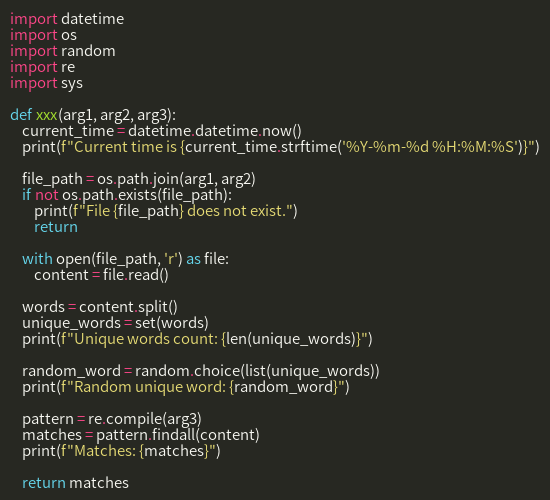 import datetime
import os
import random
import re
import sys

def xxx(arg1, arg2, arg3):
    current_time = datetime.datetime.now()
    print(f"Current time is {current_time.strftime('%Y-%m-%d %H:%M:%S')}")

    file_path = os.path.join(arg1, arg2)
    if not os.path.exists(file_path):
        print(f"File {file_path} does not exist.")
        return

    with open(file_path, 'r') as file:
        content = file.read()

    words = content.split()
    unique_words = set(words)
    print(f"Unique words count: {len(unique_words)}")

    random_word = random.choice(list(unique_words))
    print(f"Random unique word: {random_word}")

    pattern = re.compile(arg3)
    matches = pattern.findall(content)
    print(f"Matches: {matches}")

    return matches